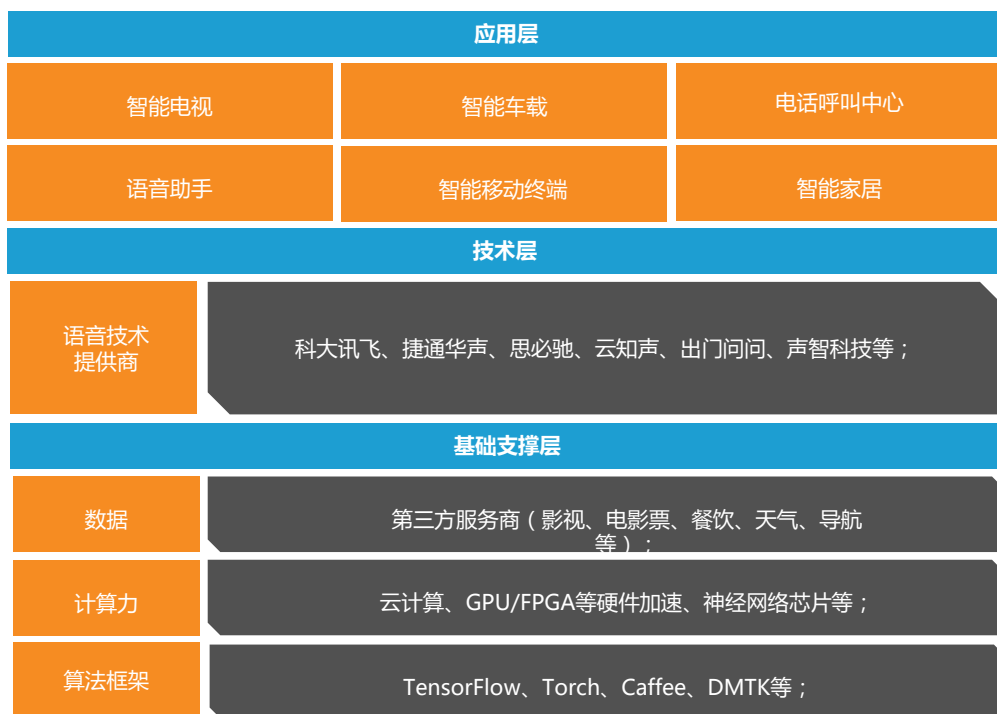 应用层
智能电视
智能车载
电话呼叫中心
语音助手
智能移动终端
智能家居
技术层
语音技术
提供商
科大讯飞、捷通华声、思必驰、云知声、出门问问、声智科技等；
基础支撑层
数据
第三方服务商（影视、电影票、餐饮、天气、导航
等）；
计算力
云计算、GPU/FPGA等硬件加速、神经网络芯片等；
算法框架
TensorFlow、Torch、Caffee、DMTK等；